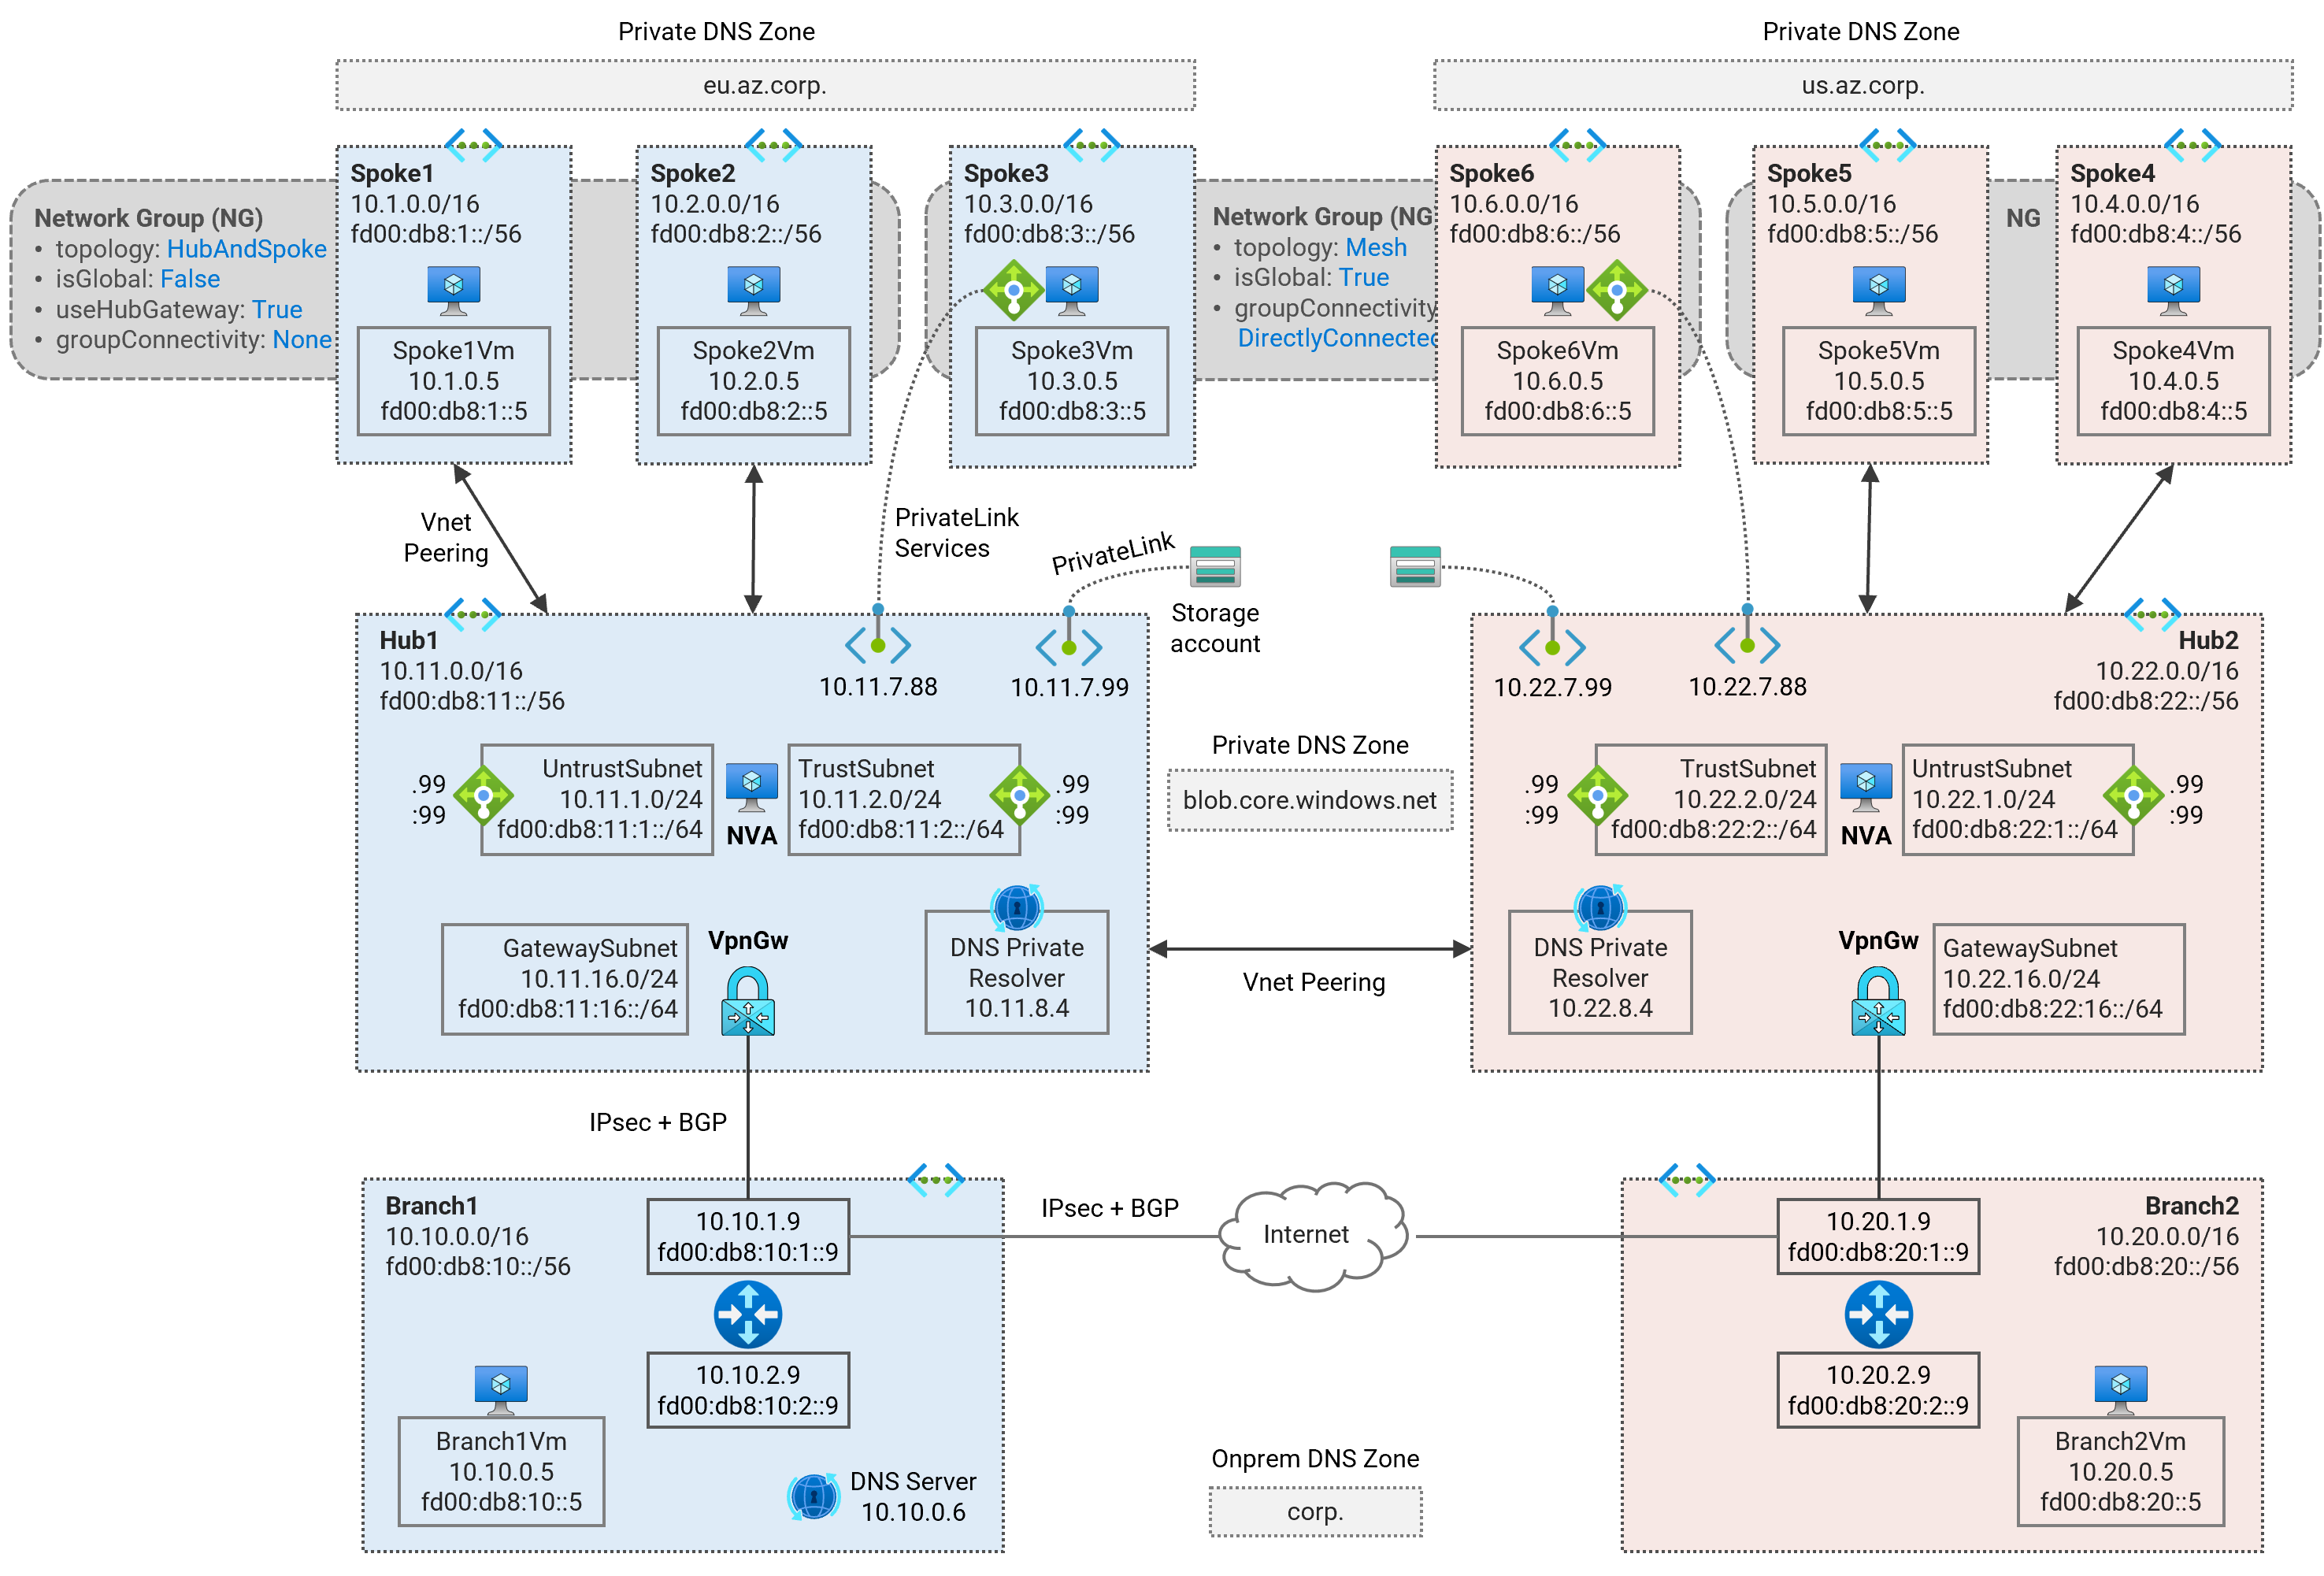 Private DNS Zone
eu.az.corp.
Private DNS Zone
us.az.corp.
Network Group (NG)
• topology: HubAndSpoke
• isGlobal: False
• useHubGateway: True
• groupConnectivity: None
Spoke1
10.1.0.0/16
fd00:db8:1::/56
Spoke1Vm
10.1.0.5
fd00:db8:1::5
Spoke2
10.2.0.0/16
fd00:db8:2::/56
Spoke2Vm
10.2.0.5
fd00:db8:2::5
Spoke3
10.3.0.0/16
fd00:db8:3::/56
Spoke3Vm
10.3.0.5
fd00:db8:3::5
Network Group (NG
• topology: Mesh
• isGlobal: True
• groupConnectivity
DirectlyConnected
Spoke6
10.6.0.0/16
fd00:db8:6::/56
Spoke6Vm
10.6.0.5
fd00:db8:6::5
Spoke5
10.5.0.0/16
fd00:db8:5::/56
Spoke5Vm
10.5.0.5
fd00:db8:5::5
NG
Spoke4
10.4.0.0/16
fd00:db8:4::/56
Spoke4Vm
10.4.0.5
fd00:db8:4::5
Vnet
Peering
PrivateLink
Services
PrivateLink
Storage
account
Hub1
10.11.0.0/16
fd00:db8:11::/56
10.11.7.88
10.11.7.99
.99
:99
UntrustSubnet
10.11.1.0/24
fd00:db8:11:1::/64
NVA
TrustSubnet
10.11.2.0/24
fd00:db8:11:2::/64
.99
:99
GatewaySubnet
10.11.16.0/24
fd00:db8:11:16::/64
VpnGw
DNS Private
Resolver
10.11.8.4
Private DNS Zone
blob.core.windows.net
Vnet Peering
Hub2
10.22.0.0/16
fd00:db8:22::/56
10.22.7.99
10.22.7.88
.99
:99
TrustSubnet
10.22.2.0/24
fd00:db8:22:2::/64
NVA
UntrustSubnet
10.22.1.0/24
fd00:db8:22:1::/64
.99
:99
DNS Private
Resolver
10.22.8.4
VpnGw
GatewaySubnet
10.22.16.0/24
fd00:db8:22:16::/64
IPsec + BGP
Branch1
10.10.0.0/16
fd00:db8:10::/56
10.10.1.9
fd00:db8:10:1::9
10.10.2.9
fd00:db8:10:2::9
Branch1Vm
10.10.0.5
fd00:db8:10::5
DNS Server
10.10.0.6
IPsec + BGP
Internet
Onprem DNS Zone
corp.
Branch2
10.20.0.0/16
fd00:db8:20::/56
10.20.1.9
fd00:db8:20:1::9
10.20.2.9
fd00:db8:20:2::9
Branch2Vm
10.20.0.5
fd00:db8:20::5